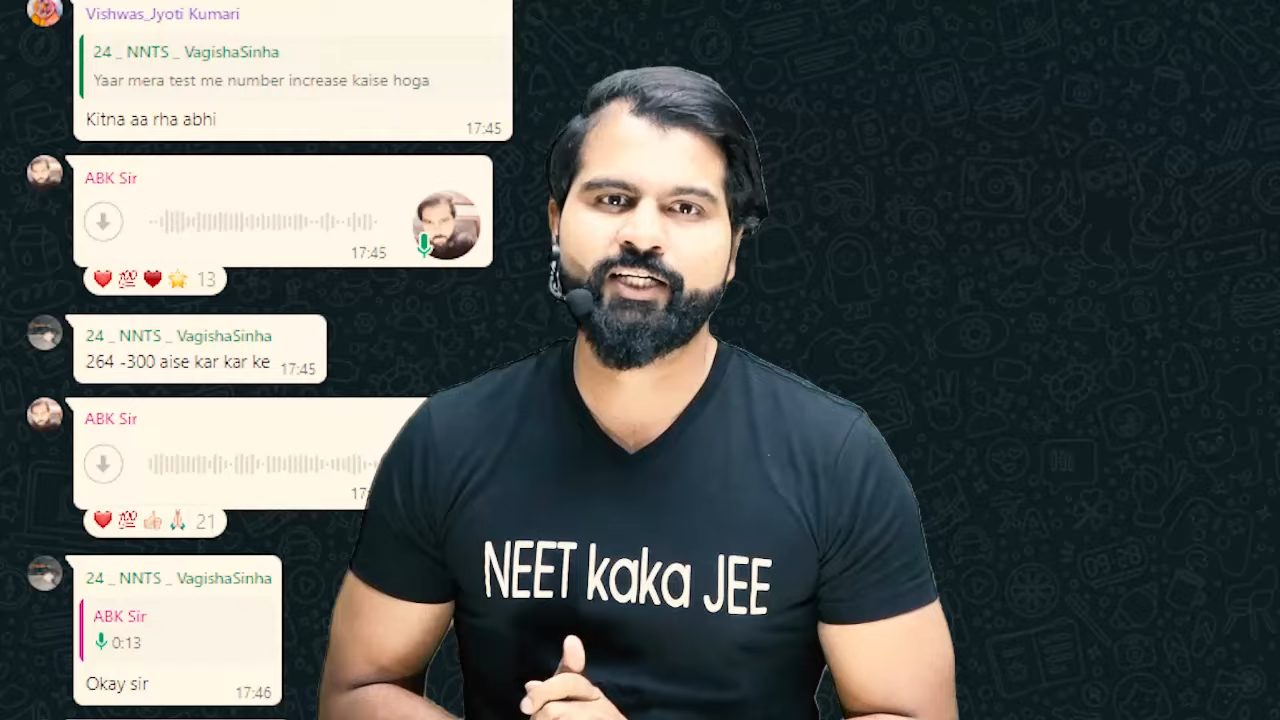 Vishwas_Jyoti Kumari
24 _ NNTS _ VagishaSinha
Yaar mera test me number increase kaise hoga
Kitna aa rha abhi
17:45
ABK Sir
17:45
13
24 _ NNTS _ VagishaSinha
264 -300 aise kar kar ke
17:45
ABK Sir
17
21
24 _ NNTS _ VagishaSinha
ABK Sir
0:13
Okay sir
17:46
NEET kaka JEE